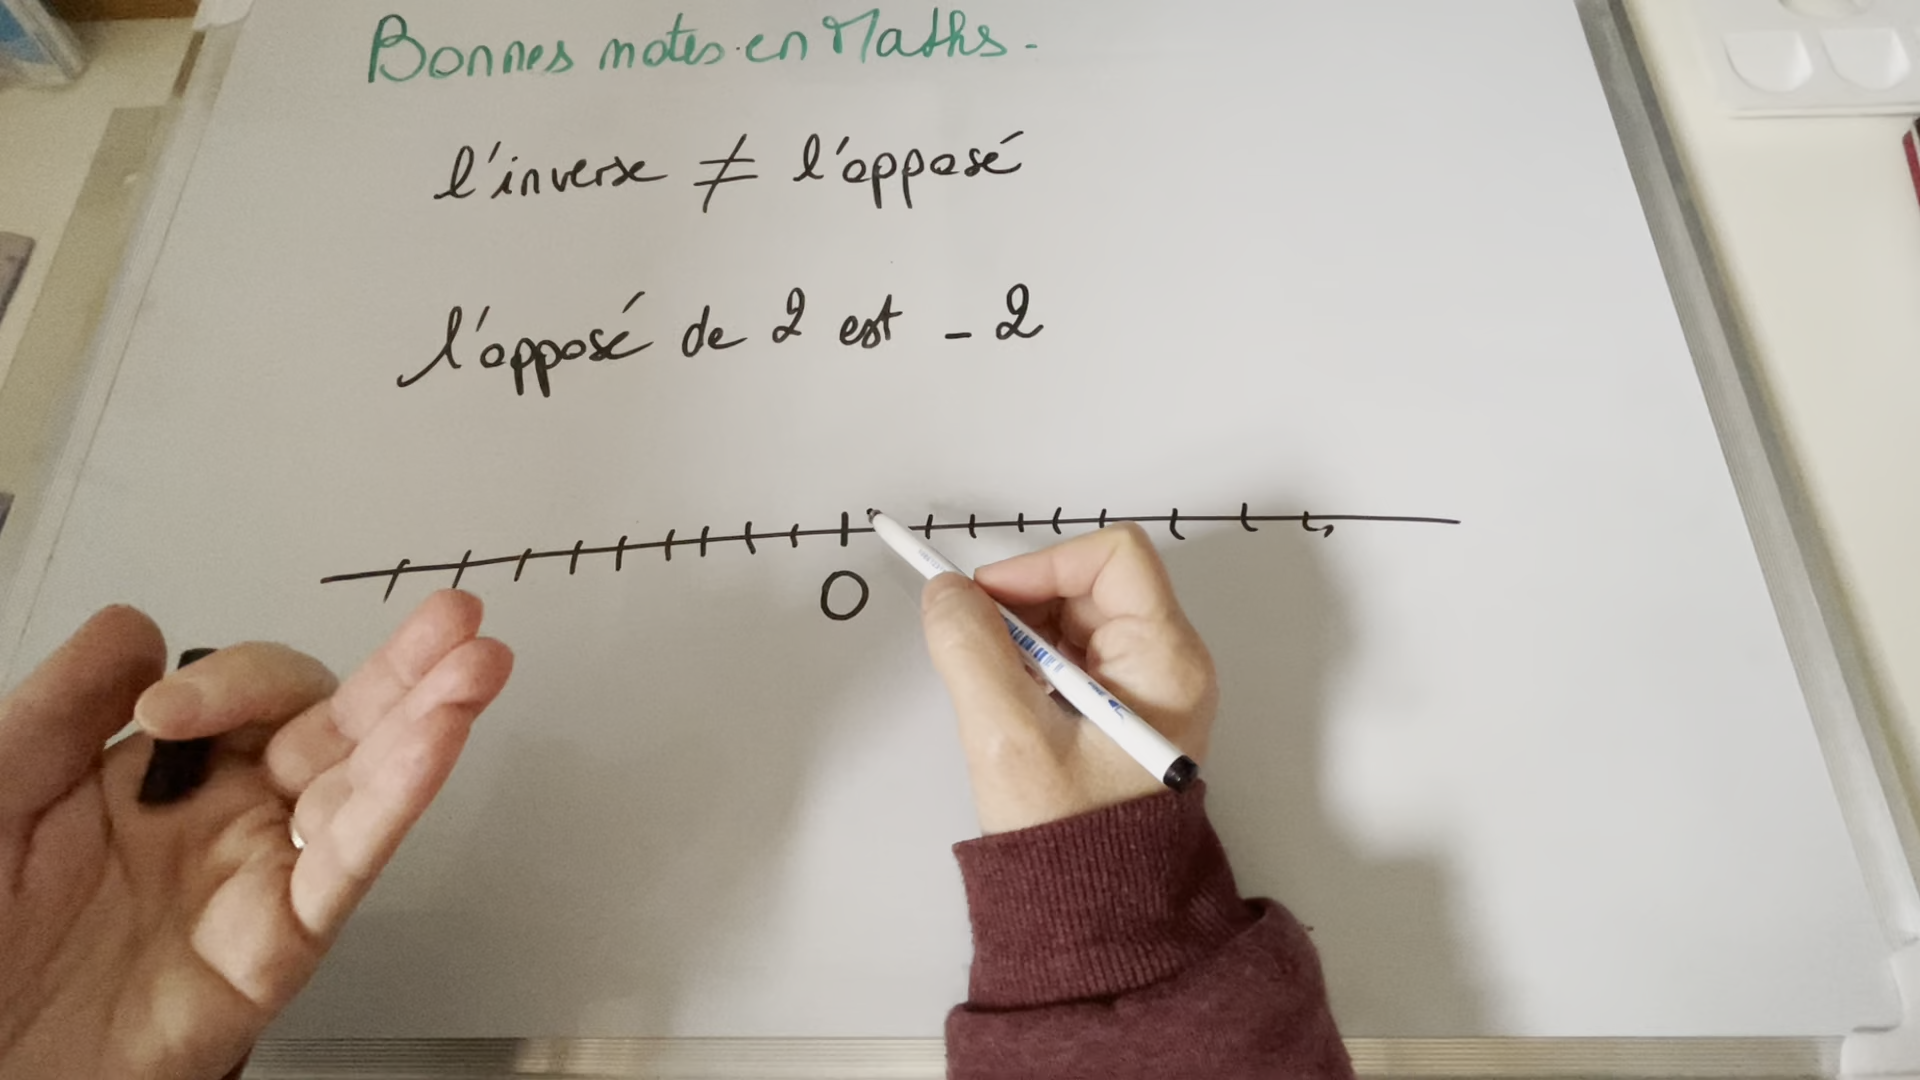 Bonnes notes en Maths.
l'inverse ≠ l'opposé
l'opposé de 2 est - 2
0